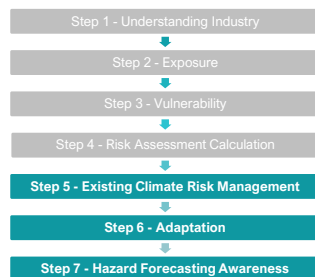 Step 1 - Understanding Industry
Step 2 - Exposure
Step 3 - Vulnerability
Step 4 - Risk Assessment Calculation
Step 5 - Existing Climate Risk Management
Step 6 - Adaptation
Step 7 - Hazard Forecasting Awareness